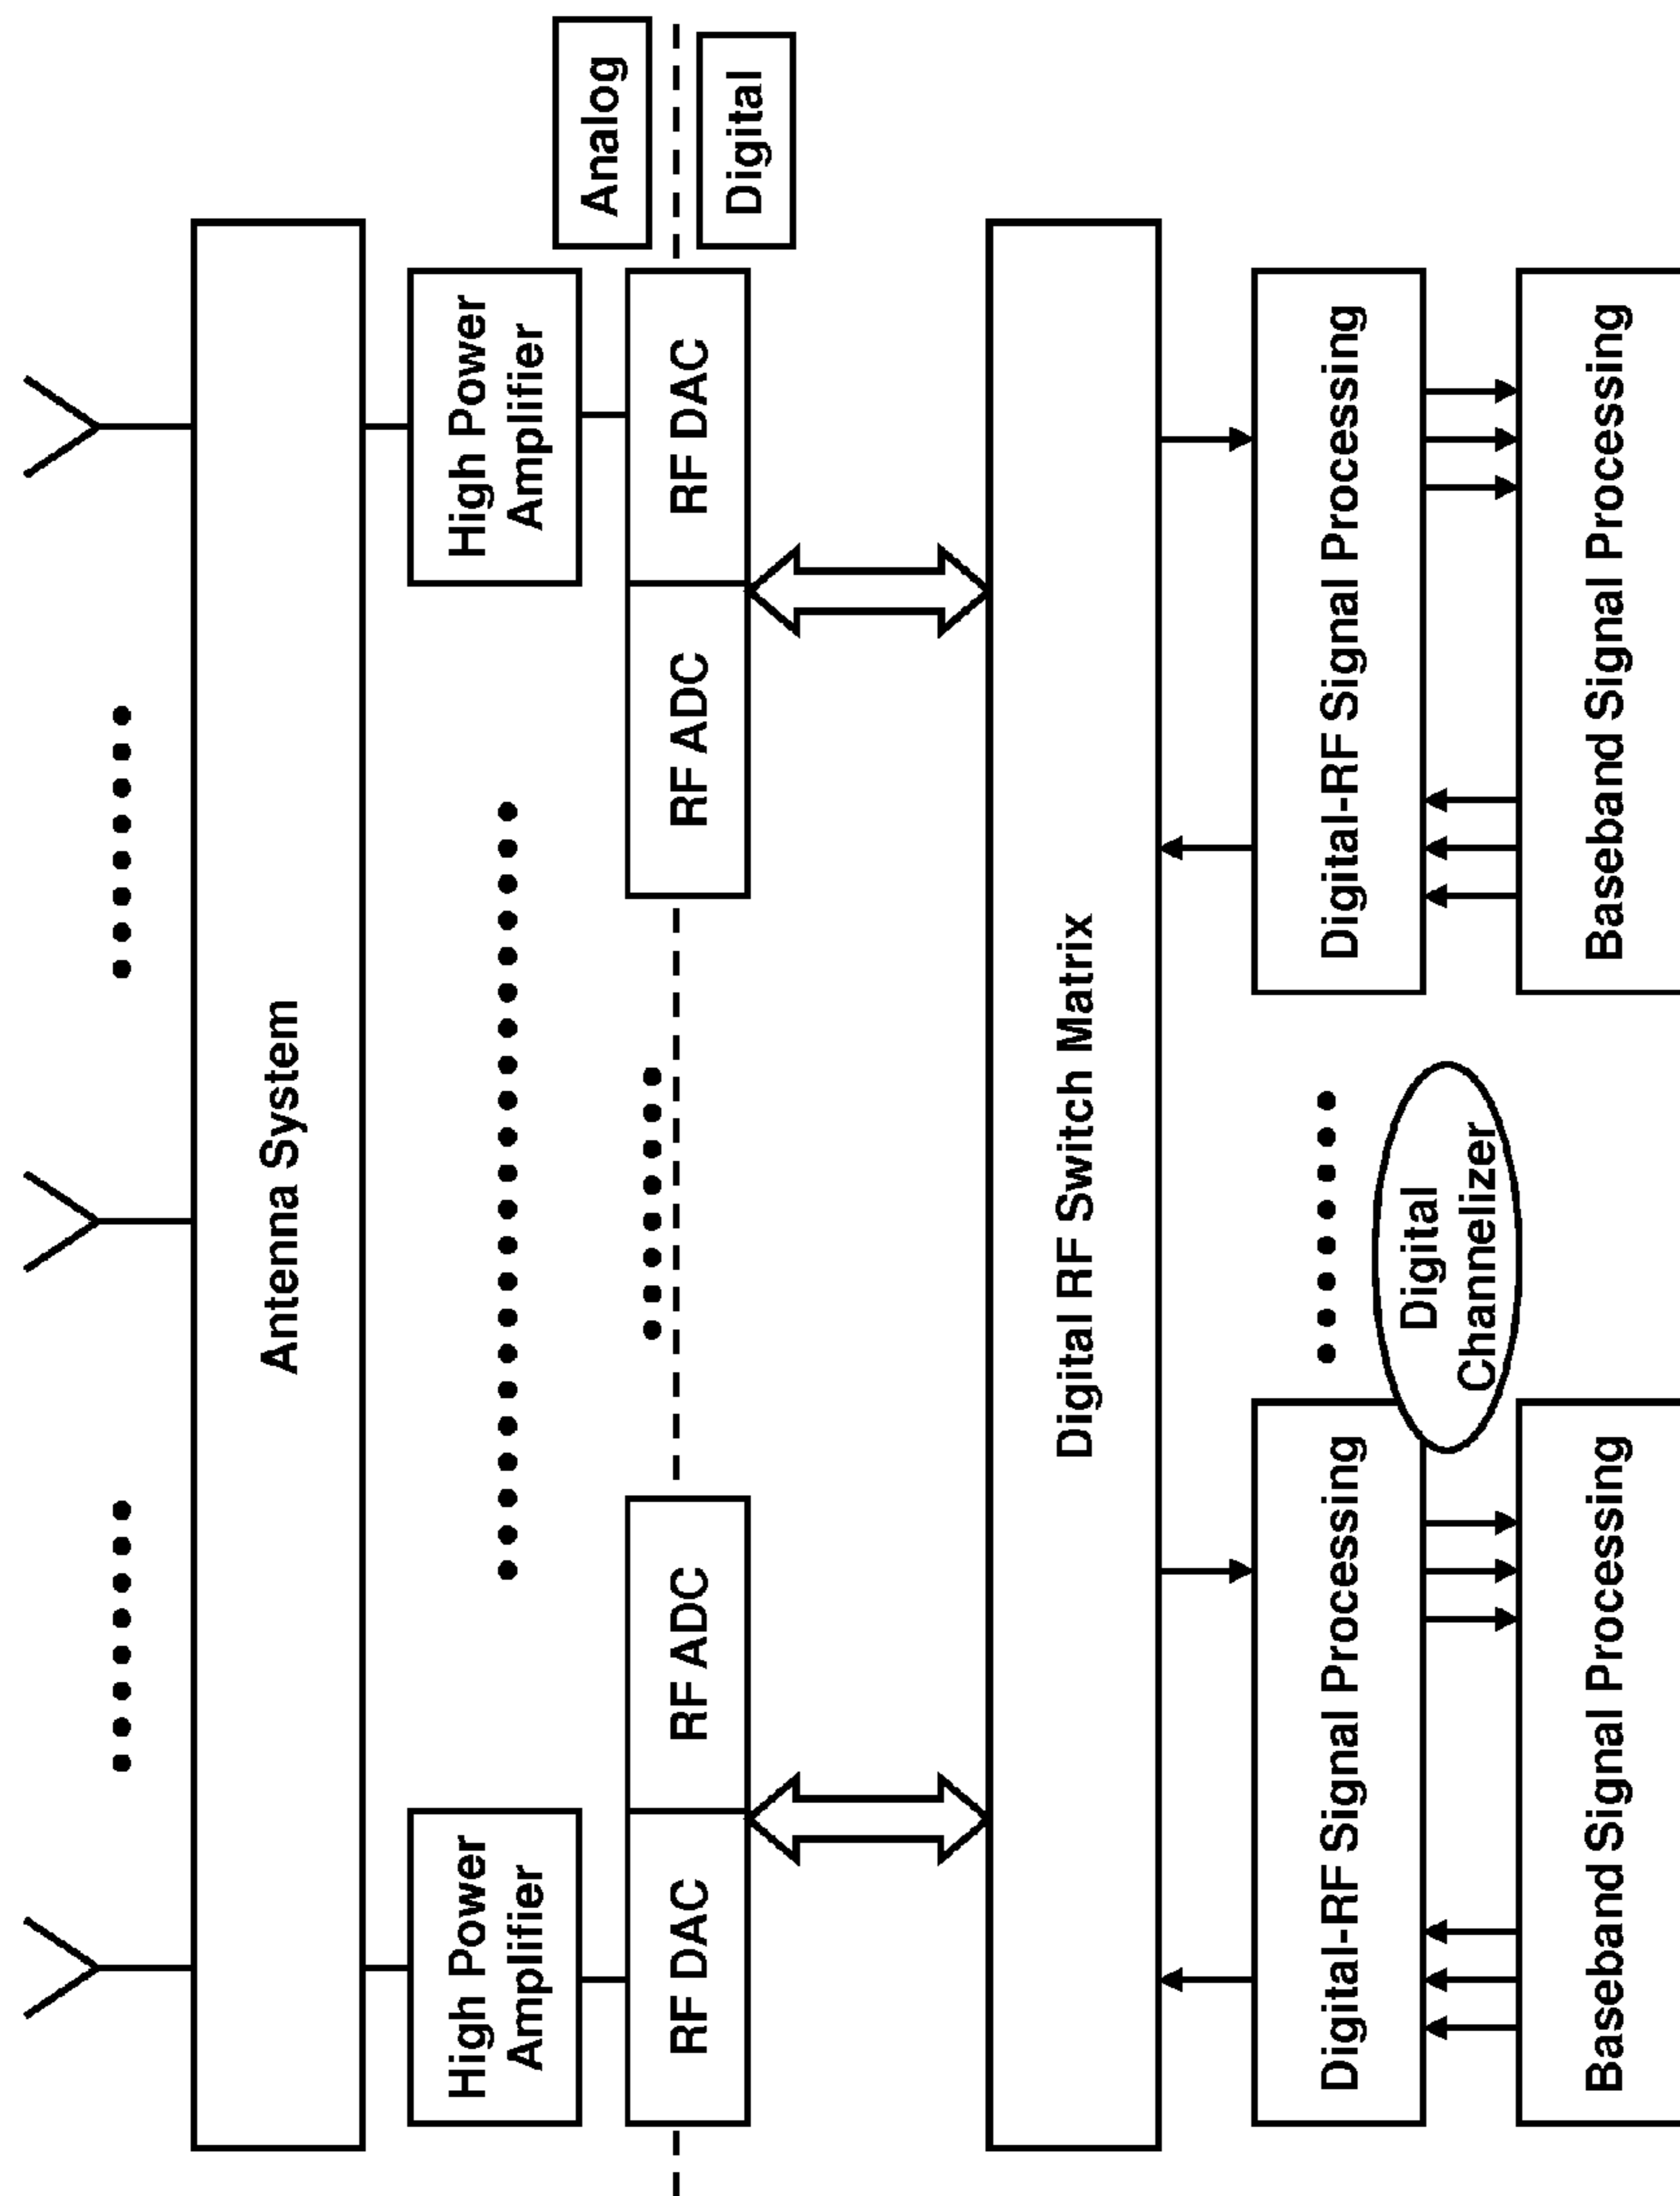 Antenna System
High Power
Amplifier
High Power
Amplifier
Analog
RF DAC
RF ADC
RF ADC
RF DAC
Digital
Digital RF Switch Matrix
Digital-RF Signal Processing
Digital-RF Signal Processing
Digital
Channelizer
Baseband Signal Processing
Baseband Signal Processing